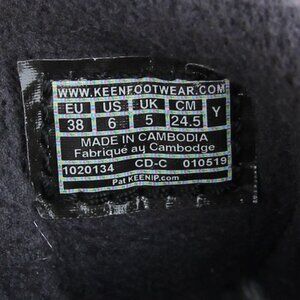 WWW.KEENFOOTWEAR.COM
EU US UK CM Y
38 6 5 24.5
MADE IN CAMBODIA
Fabriqué au Cambodge
1020134 CD-C 010519
Pat KEENIP.com